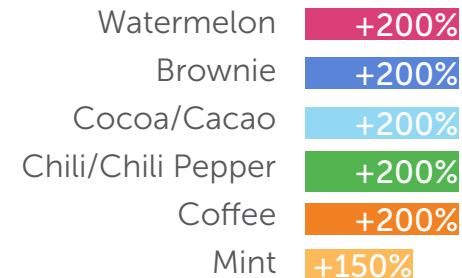 Watermelon +200%
Brownie +200%
Cocoa/Cacao +200%
Chili/Chili Pepper +200%
Coffee +200%
Mint +150%